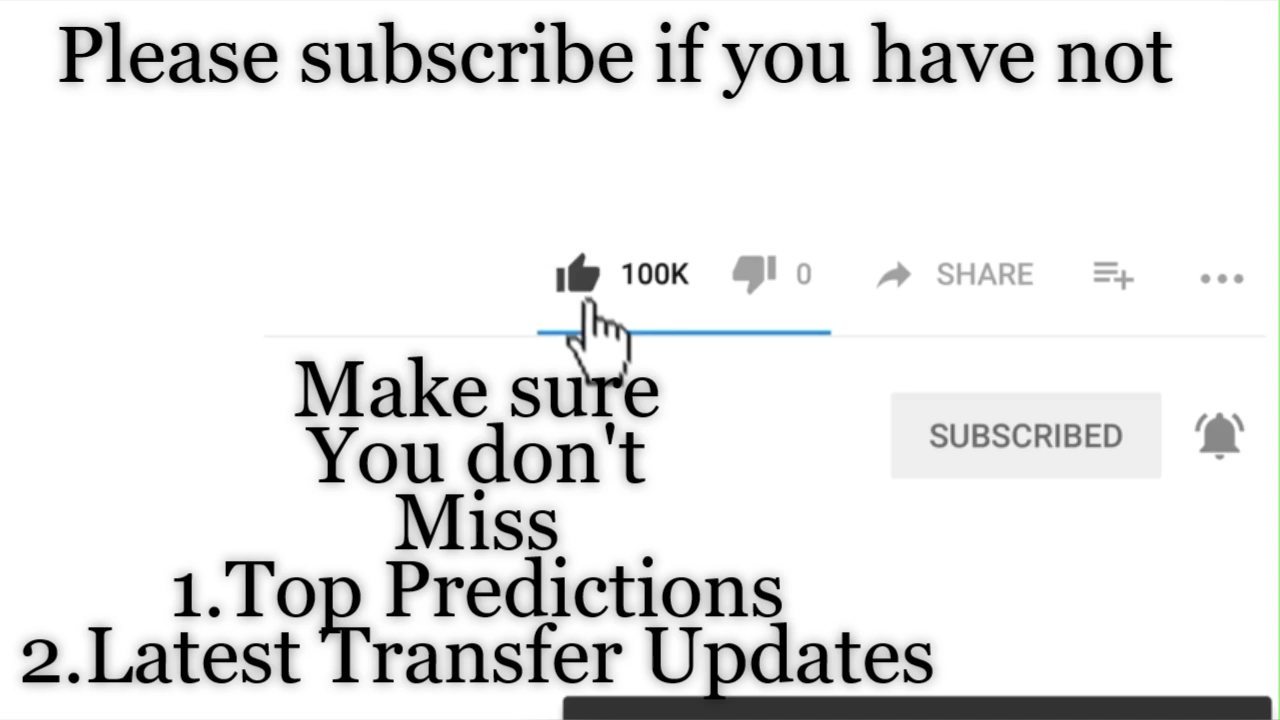 Please subscribe if you have not
100K 0 SHARE
Make sure
You don't
SUBSCRIBED
Miss
1.Top Predictions
2.Latest Transfer Updates